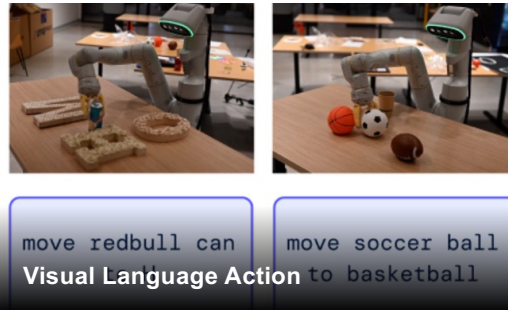 move redbull can
move soccer ball
to basketball
Visual Language Action